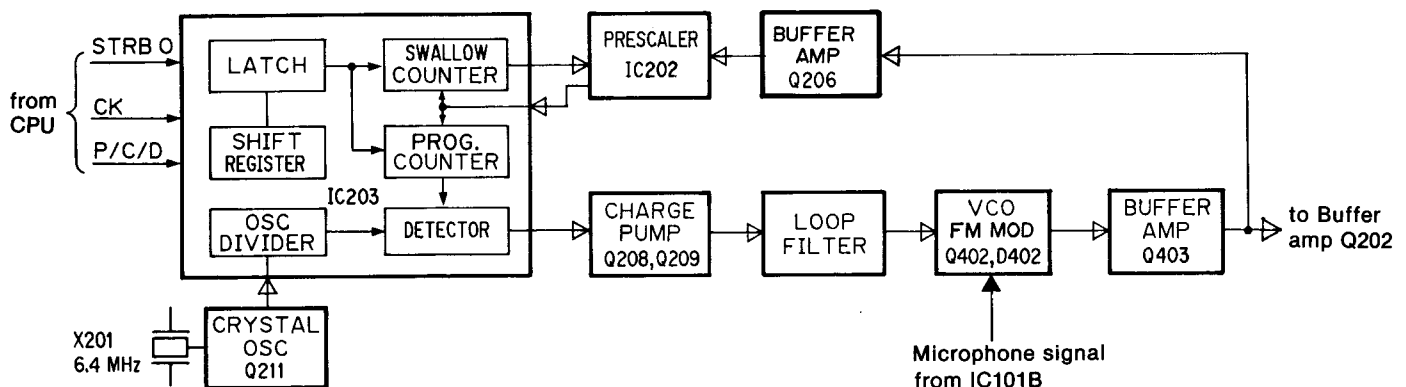 from
CPU
STRB O
CK
P/C/D
LATCH
SHIFT
REGISTER
SWALLOW
COUNTER
PROG.
COUNTER
IC203
OSC
DIVIDER
DETECTOR
PRESCALER
IC202
BUFFER
AMP
Q206
CHARGE
PUMP
Q208,Q209
LOOP
FILTER
VCO
FM MOD
Q402,D402
BUFFER
AMP
Q403
to Buffer
amp Q202
X201
6.4 MHz
CRYSTAL
OSC
Q211
Microphone signal
from IC101B